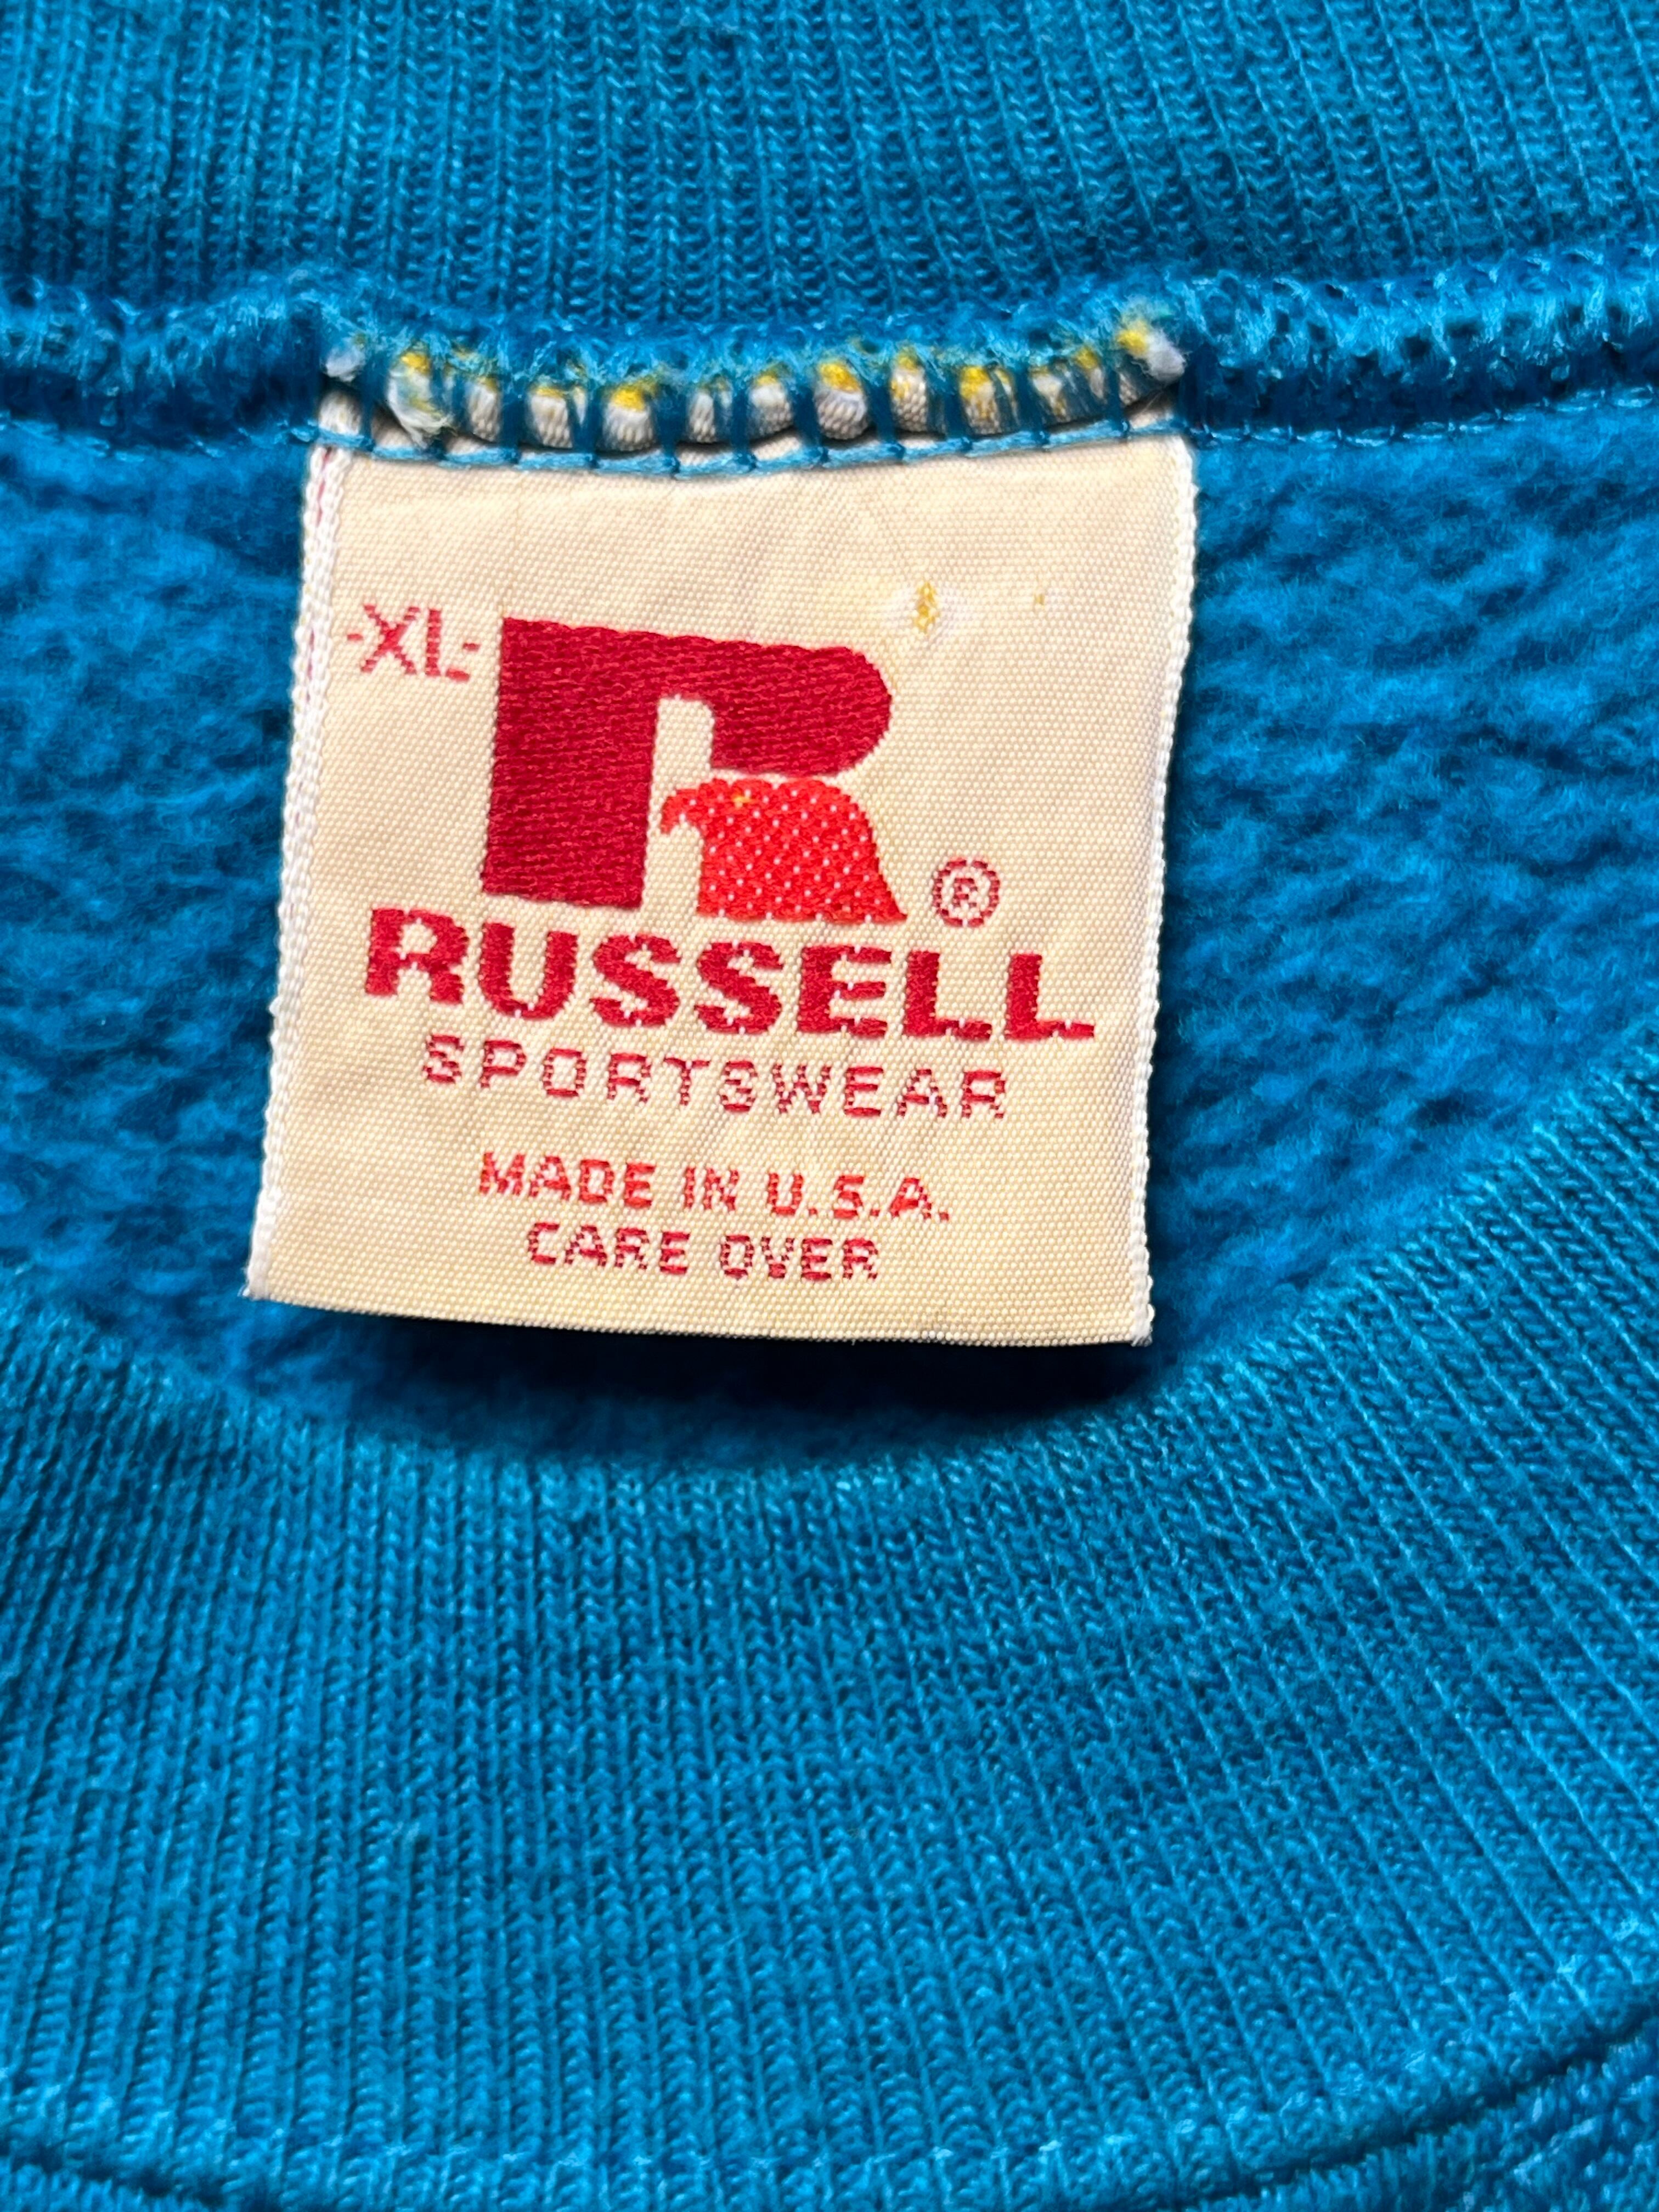 -XL-
R
®
RUSSELL
SPORTSWEAR
MADE IN U.S.A.
CARE OVER